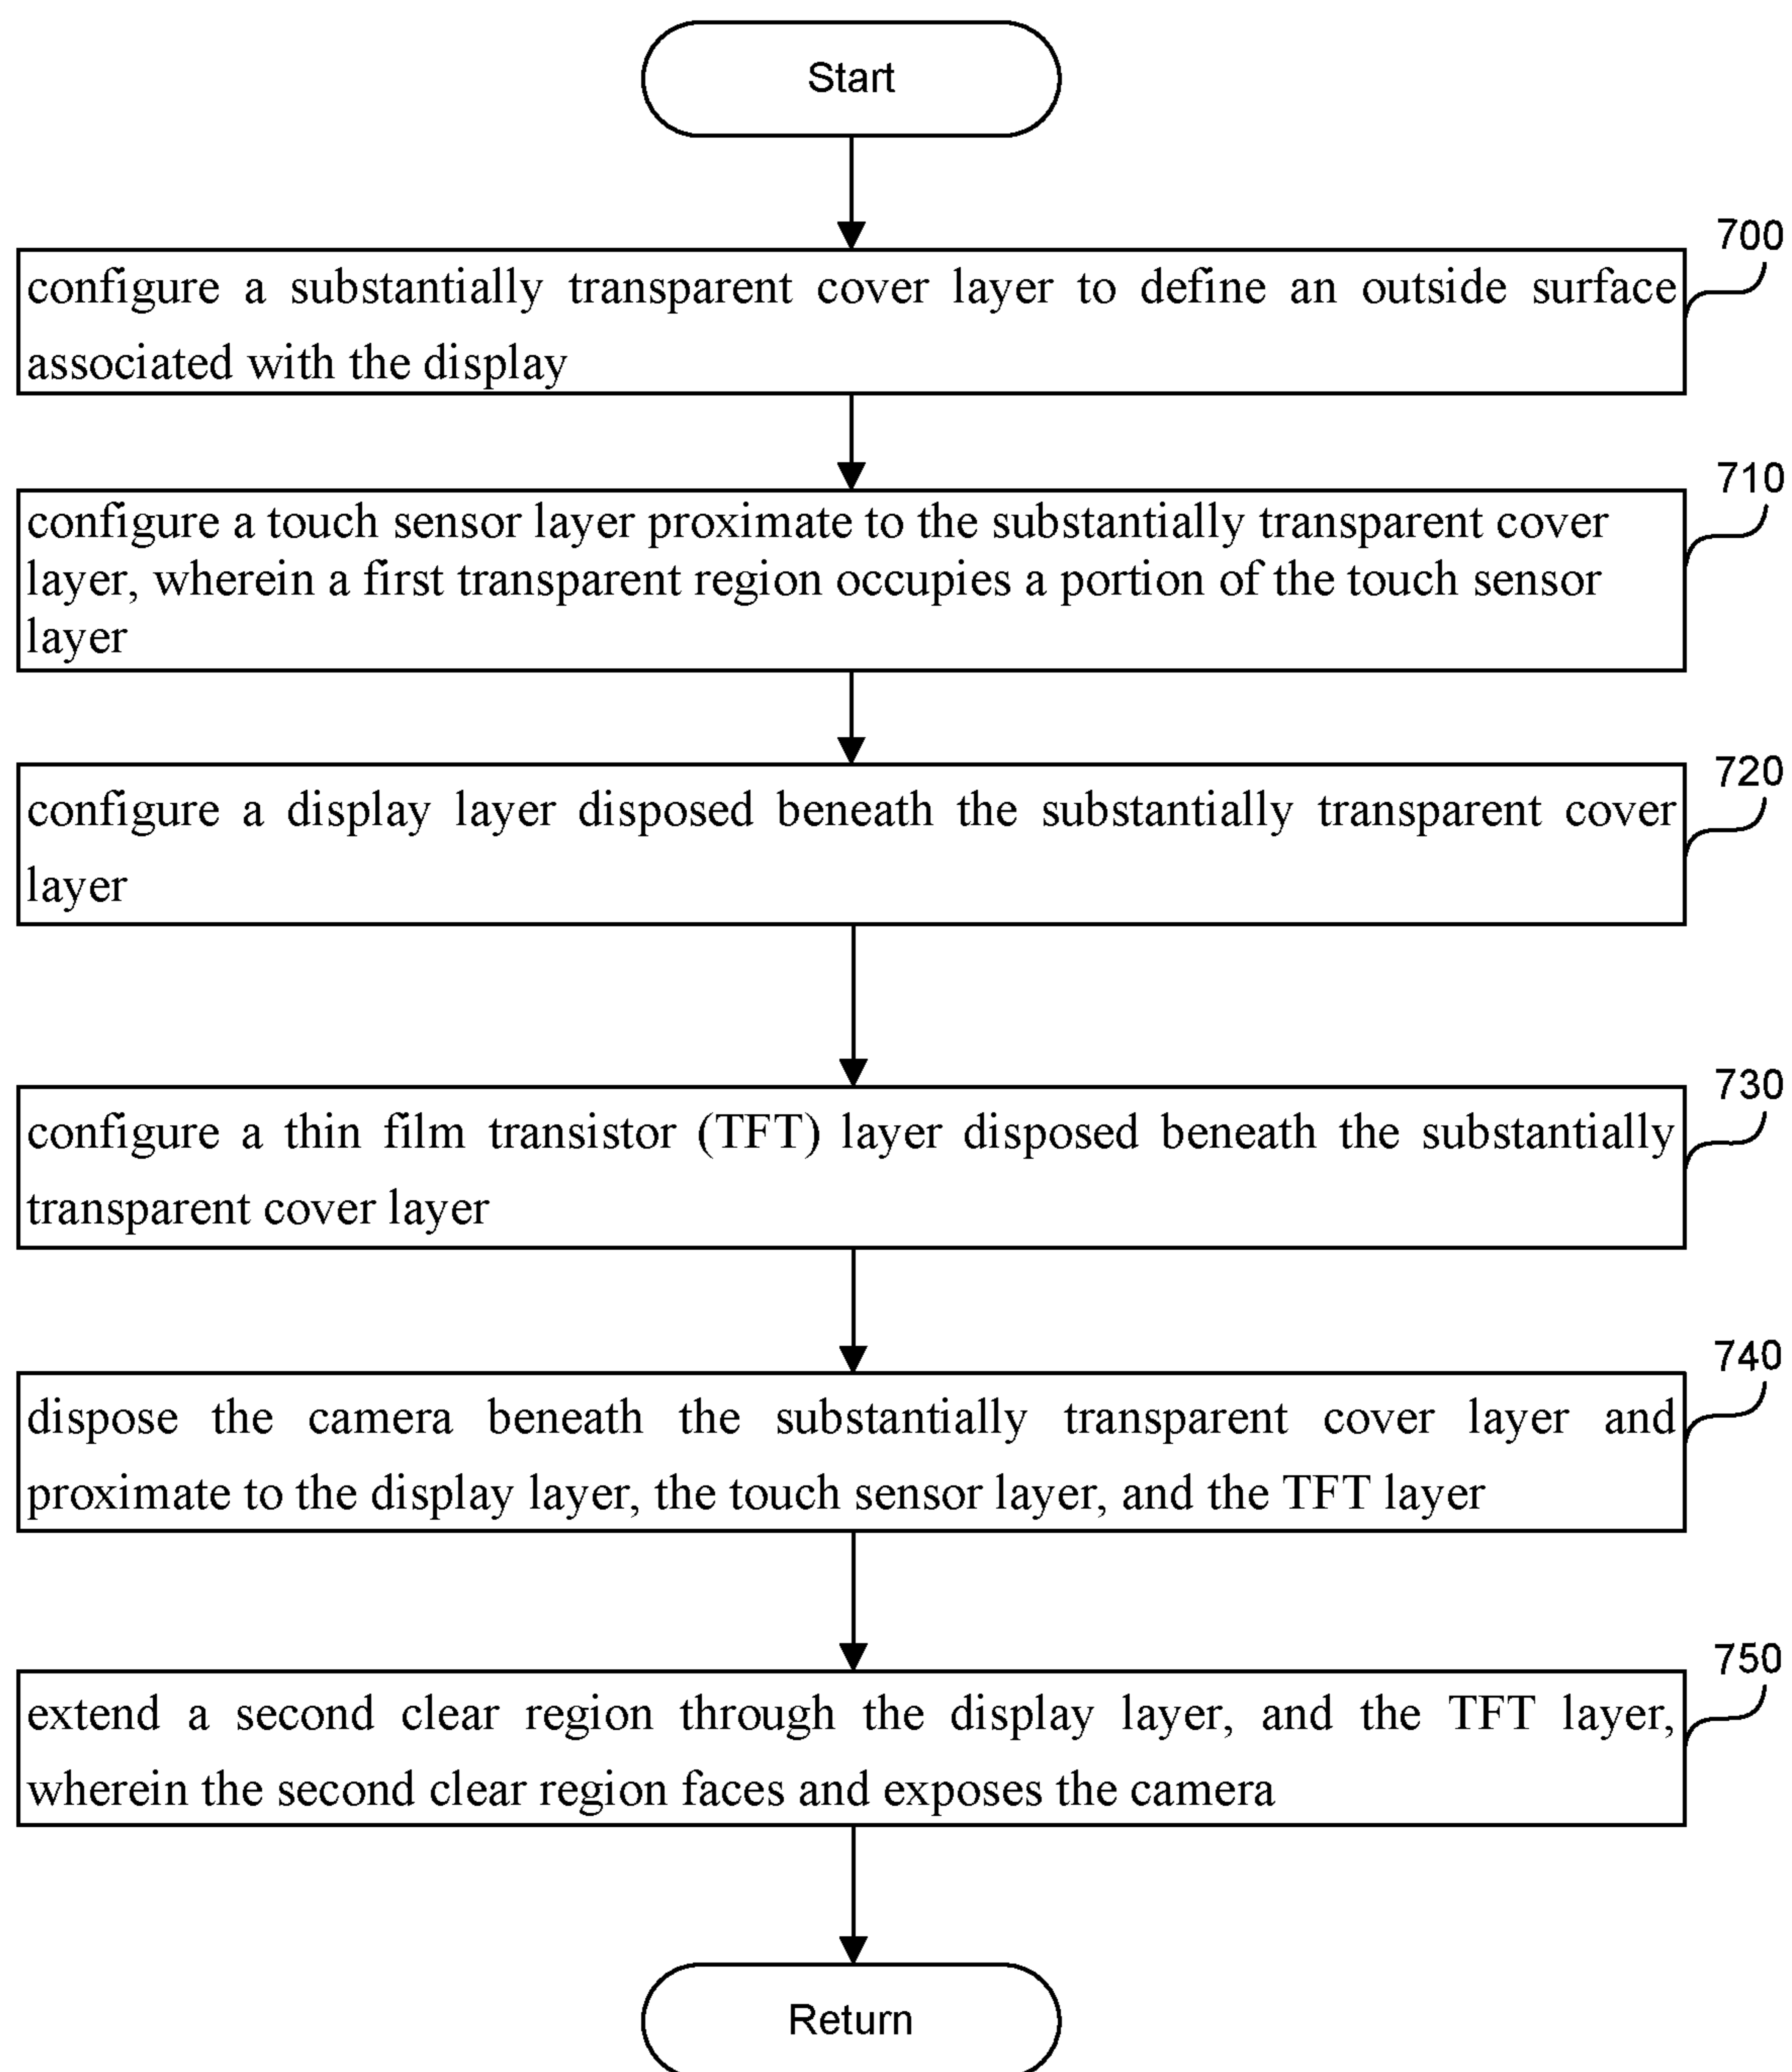 Start
700
configure a substantially transparent cover layer to define an outside surface
associated with the display
710
configure a touch sensor layer proximate to the substantially transparent cover
layer, wherein a first transparent region occupies a portion of the touch sensor
layer
720
configure a display layer disposed beneath the substantially transparent cover
layer
730
configure a thin film transistor (TFT) layer disposed beneath the substantially
transparent cover layer
740
dispose the camera beneath the substantially transparent cover layer and
proximate to the display layer, the touch sensor layer, and the TFT layer
750
extend a second clear region through the display layer, and the TFT layer,
wherein the second clear region faces and exposes the camera
Return